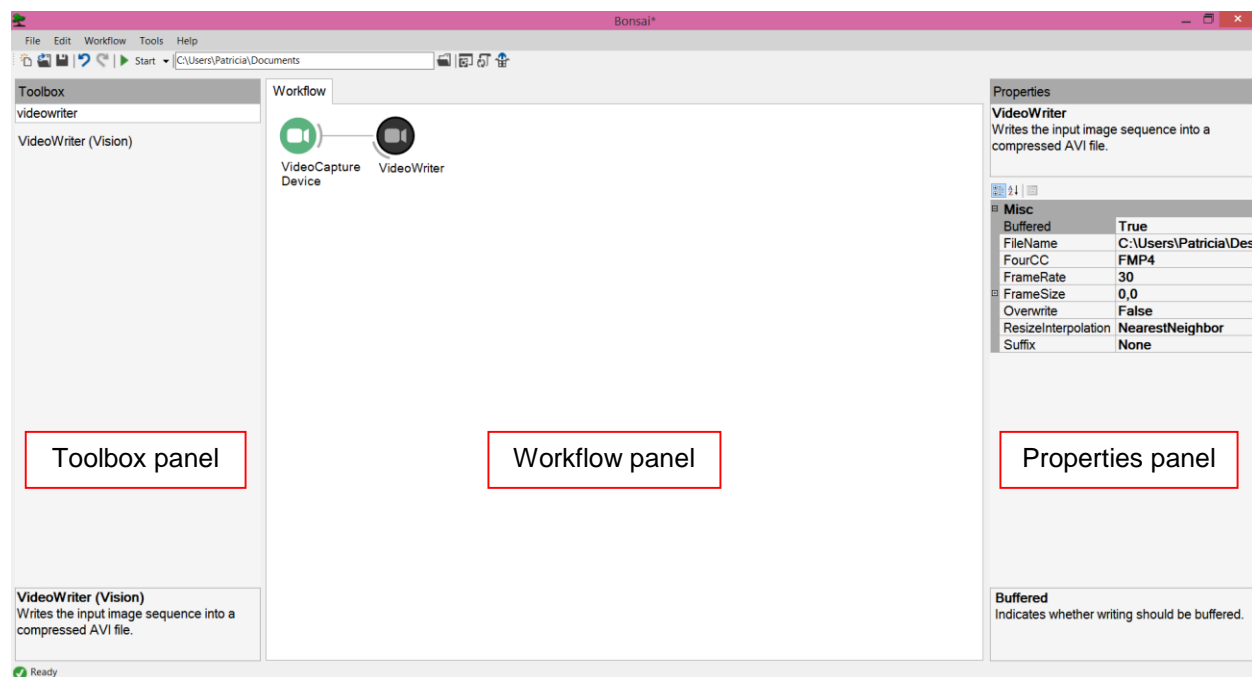 Bonsai*
File Edit Workflow Tools Help
Start C:\Users\Patricia\Documents
Toolbox
videowriter
VideoWriter (Vision)
Workflow
VideoCapture
Device
VideoWriter
Properties
VideoWriter
Writes the input image sequence into a
compressed AVI file.
Misc
Buffered True
FileName C:\Users\Patricia\Des
FourCC FMP4
FrameRate 30
FrameSize 0,0
Overwrite False
ResizeInterpolation NearestNeighbor
Suffix None
Toolbox panel
Workflow panel
Properties panel
VideoWriter (Vision)
Writes the input image sequence into a
compressed AVI file.
Buffered
Indicates whether writing should be buffered.
Ready